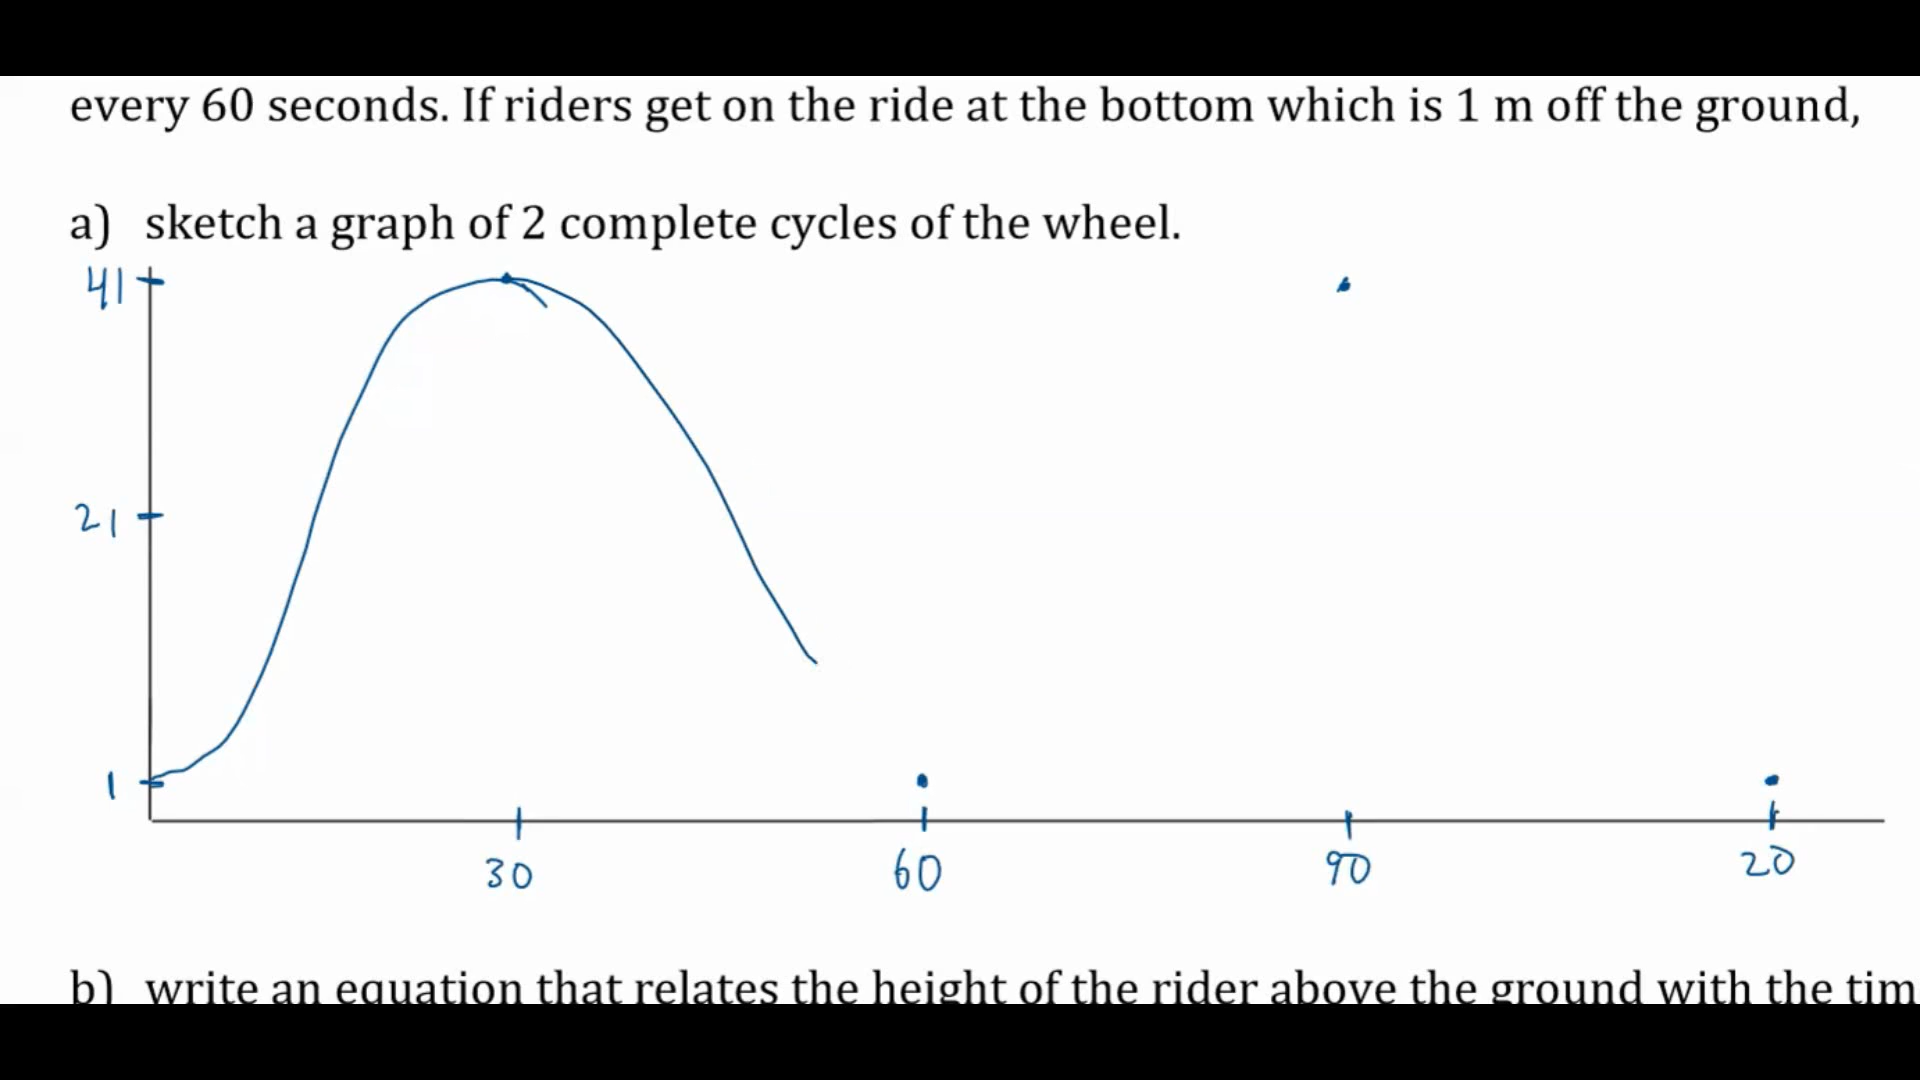 every 60 seconds. If riders get on the ride at the bottom which is 1 m off the ground,
a) sketch a graph of 2 complete cycles of the wheel.
41
21
1
30 60 90 20
b) write an equation that relates the height of the rider above the ground with the tim